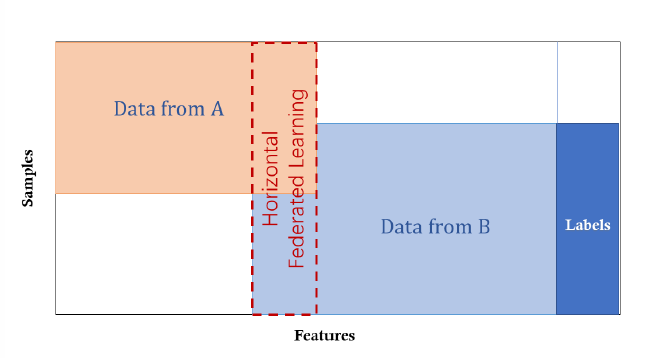 Data from A
Horizontal
Federated Learning
Samples
Data from B
Labels
Features